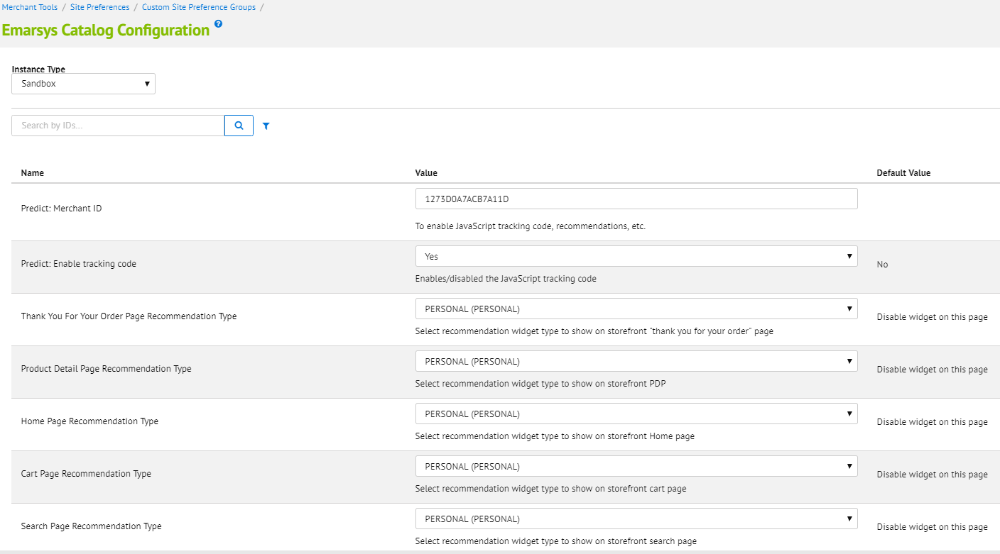 Merchant Tools / Site Preferences / Custom Site Preference Groups /
Emarsys Catalog Configuration ?
Instance Type
Sandbox
Search by IDs...
Name Value Default Value
Predict: Merchant ID 1273D0A7ACB7A11D
To enable JavaScript tracking code, recommendations, etc.
Predict: Enable tracking code Yes No
Enables/disabled the JavaScript tracking code
Thank You For Your Order Page Recommendation Type PERSONAL (PERSONAL) Disable widget on this page
Select recommendation widget type to show on storefront "thank you for your order" page
Product Detail Page Recommendation Type PERSONAL (PERSONAL) Disable widget on this page
Select recommendation widget type to show on storefront PDP
Home Page Recommendation Type PERSONAL (PERSONAL) Disable widget on this page
Select recommendation widget type to show on storefront Home page
Cart Page Recommendation Type PERSONAL (PERSONAL) Disable widget on this page
Select recommendation widget type to show on storefront cart page
Search Page Recommendation Type PERSONAL (PERSONAL) Disable widget on this page
Select recommendation widget type to show on storefront search page